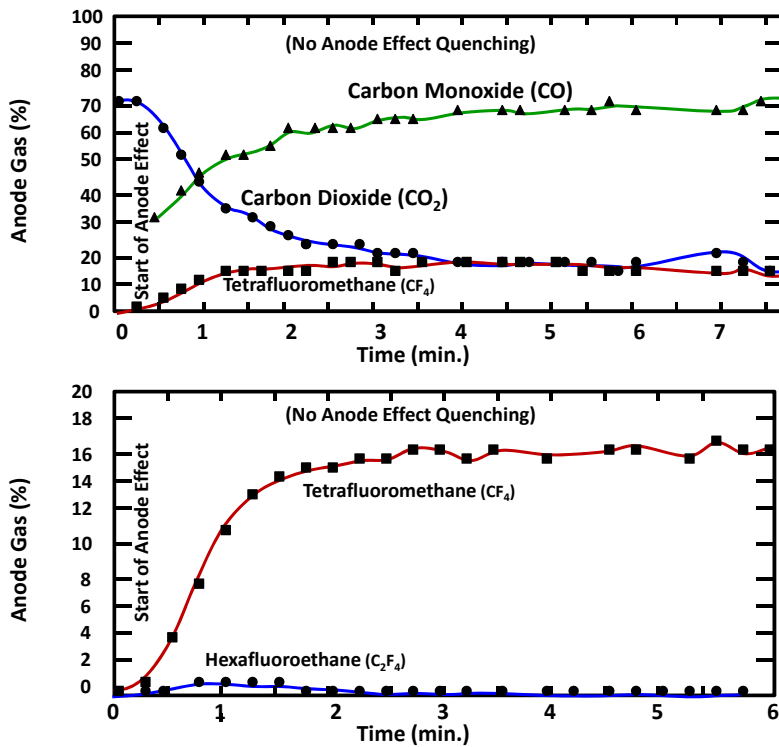 100
90
80
70
60
50
40
30
20
10
0
Anode Gas (%)
(No Anode Effect Quenching)
Carbon Monoxide (CO)
Start of Anode Effect
Carbon Dioxide (CO₂)
Tetrafluoromethane (CF₄)
0 1 2 3 4 5 6 7
Time (min.)
20
18
16
14
12
10
8
6
4
2
0
Anode Gas (%)
(No Anode Effect Quenching)
Tetrafluoromethane (CF₄)
Start of Anode Effect
Hexafluoroethane (C₂F₄)
0 1 2 3 4 5 6
Time (min.)